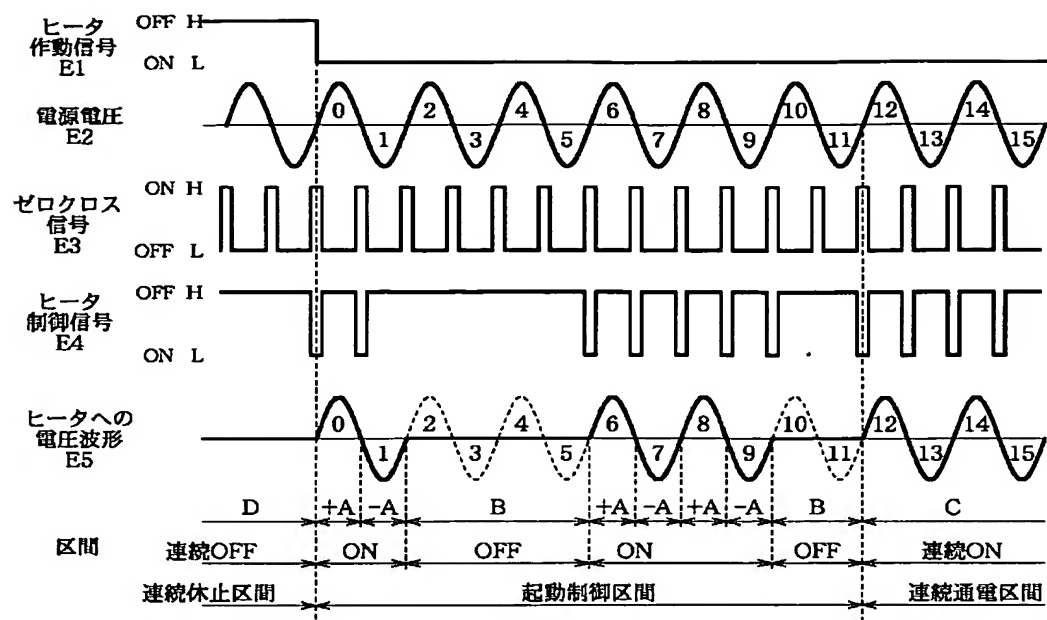 ヒータ
作動信号
E1
OFF H
ON L
電源電圧
E2
0 1 2 3 4 5 6 7 8 9 10 11 12 13 14 15
ゼロクロス
信号
E3
ON H
OFF L
ヒータ
制御信号
E4
OFF H
ON L
ヒータへの
電圧波形
E5
0 1 2 3 4 5 6 7 8 9 10 11 12 13 14 15
D +A −A B +A −A +A −A B C
区間
連続OFF ON OFF ON OFF 連続ON
連続休止区間 起動制御区間 連続通電区間